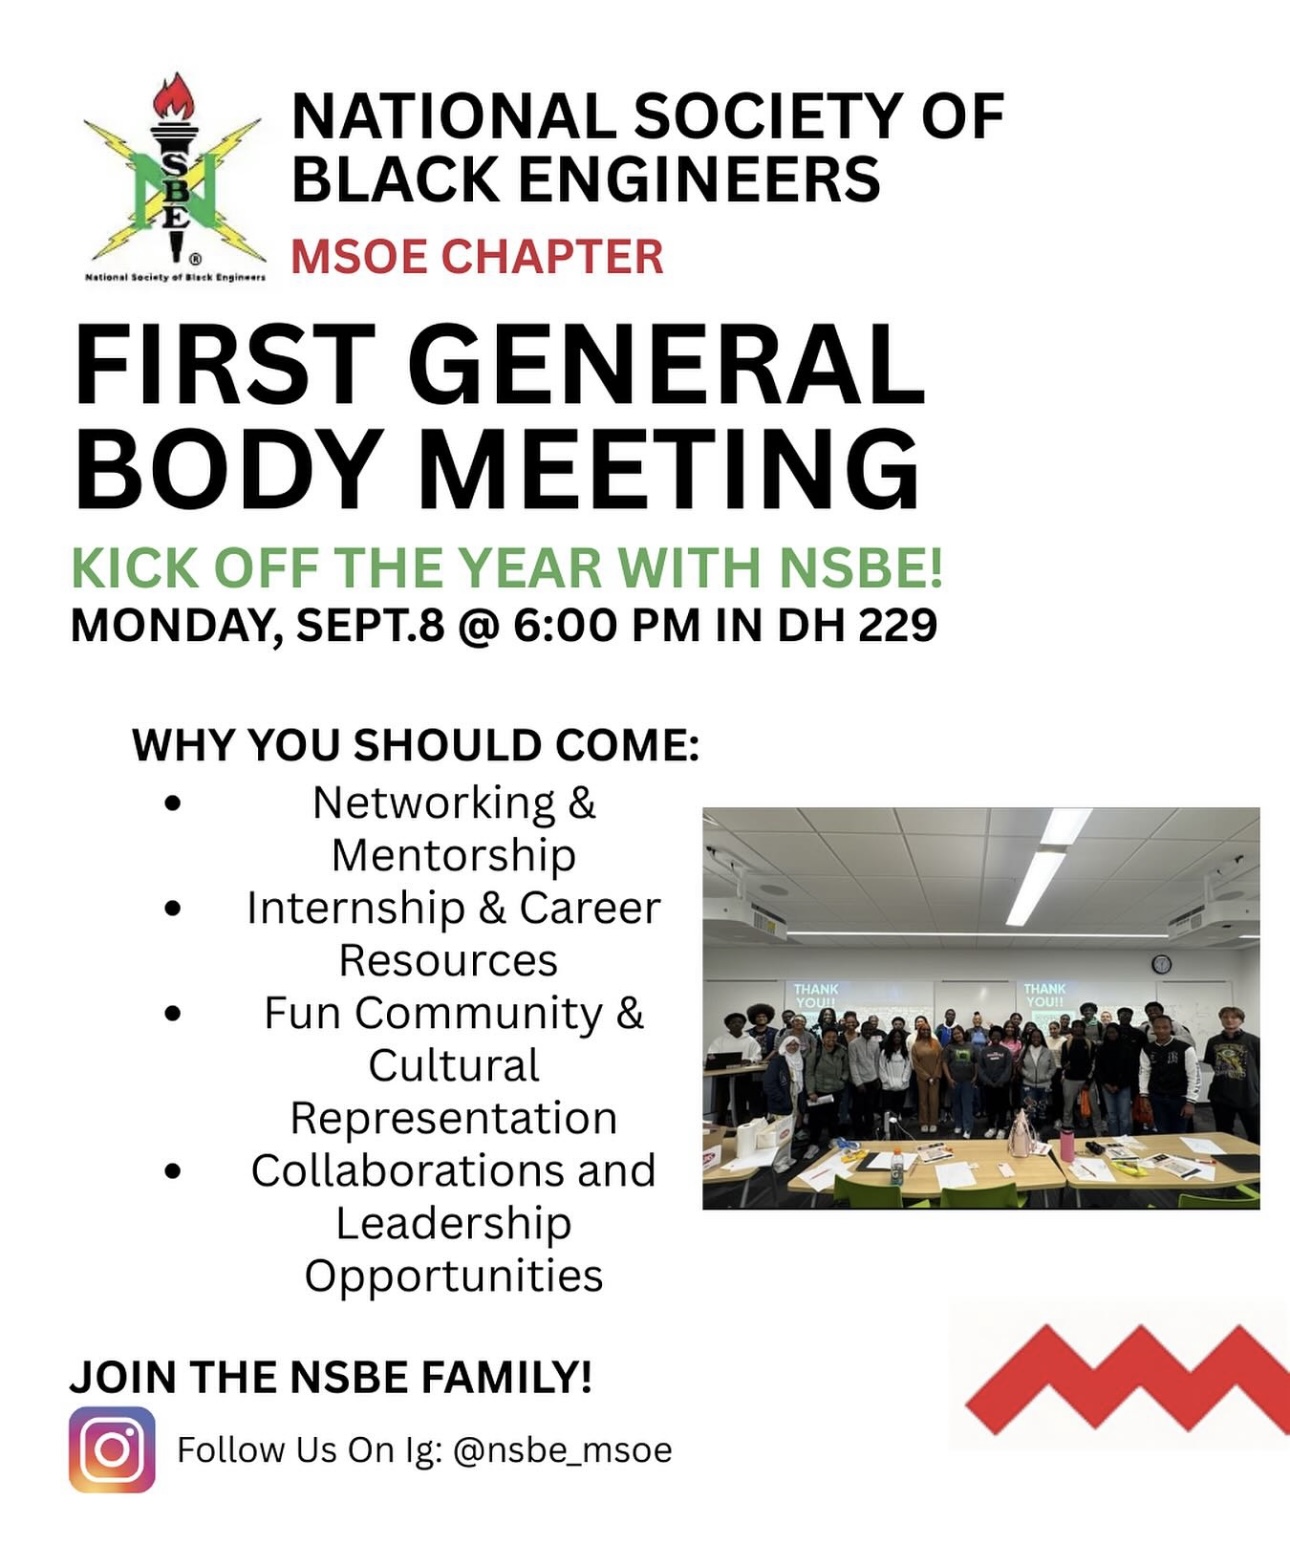 NATIONAL SOCIETY OF
BLACK ENGINEERS
MSOE CHAPTER
NSBE
®
National Society of Black Engineers
FIRST GENERAL
BODY MEETING
KICK OFF THE YEAR WITH NSBE!
MONDAY, SEPT.8 @ 6:00 PM IN DH 229
WHY YOU SHOULD COME:
• Networking &
Mentorship
• Internship & Career
Resources
• Fun Community &
Cultural
Representation
• Collaborations and
Leadership
Opportunities
THANK
YOU!!
THANK
YOU!!
JOIN THE NSBE FAMILY!
Follow Us On Ig: @nsbe_msoe